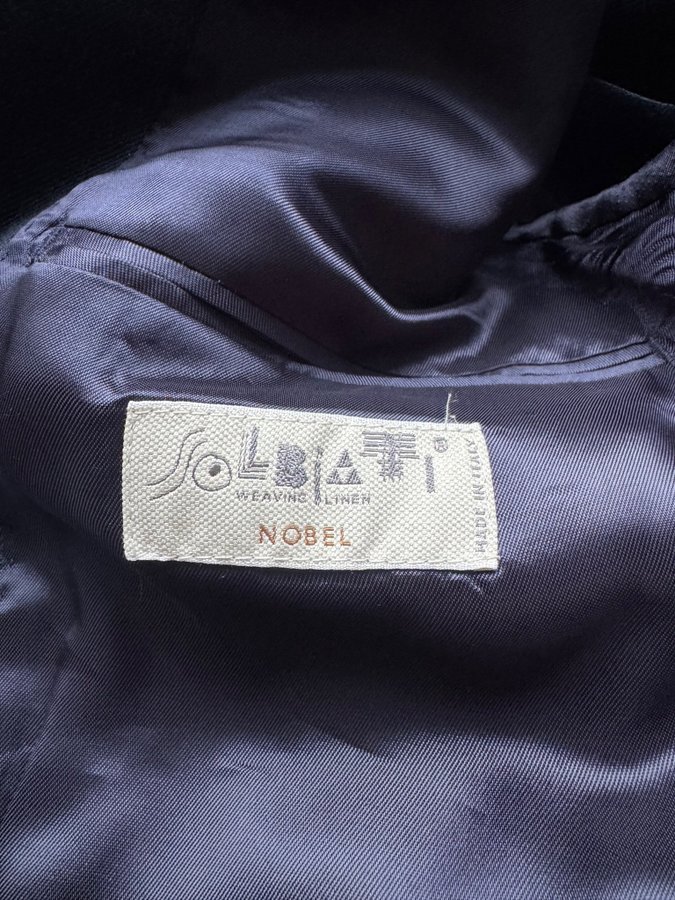 SOLBIATI®
WEAVING LINEN
NOBEL
MADE IN ITALY